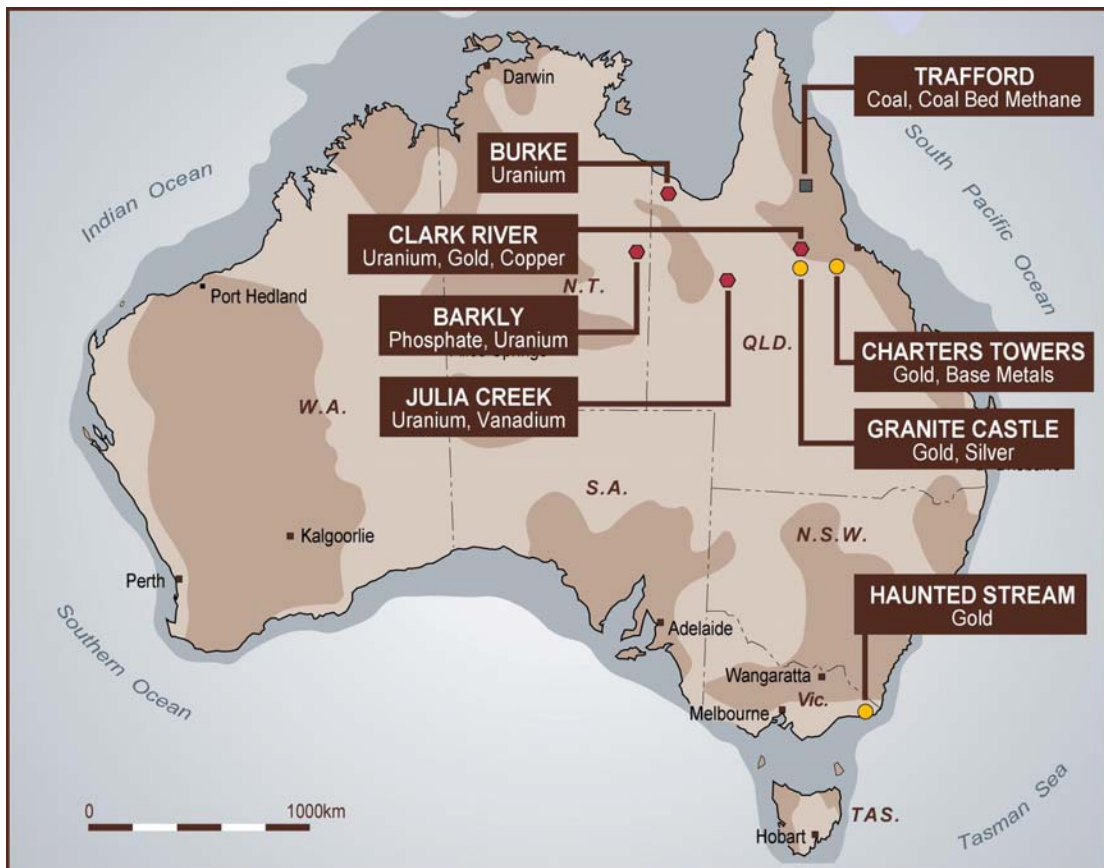 Darwin
TRAFFORD
Coal, Coal Bed Methane
BURKE
Uranium
South Pacific Ocean
Indian Ocean
CLARK RIVER
Uranium, Gold, Copper
N.T.
Port Hedland
BARKLY
Phosphate, Uranium
QLD.
CHARTERS TOWERS
Gold, Base Metals
JULIA CREEK
Uranium, Vanadium
W.A.
GRANITE CASTLE
Gold, Silver
S.A.
N.S.W.
Kalgoorlie
Perth
HAUNTED STREAM
Gold
Adelaide
Southern Ocean
Wangaratta
Vic.
Melbourne
Tasman Sea
0 1000km
TAS.
Hobart